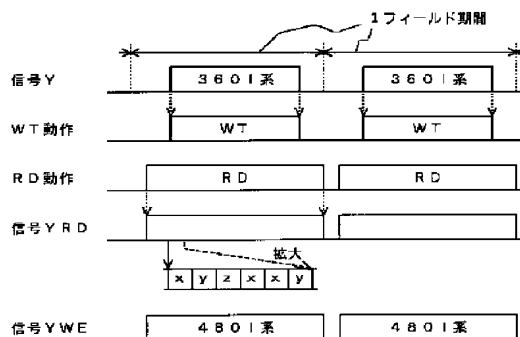 1フィールド期間
信号Y
360I系
360I系
WT動作
WT
WT
RD動作
RD
RD
信号YRD
拡大
x y z x x y
信号YWE
480I系
480I系